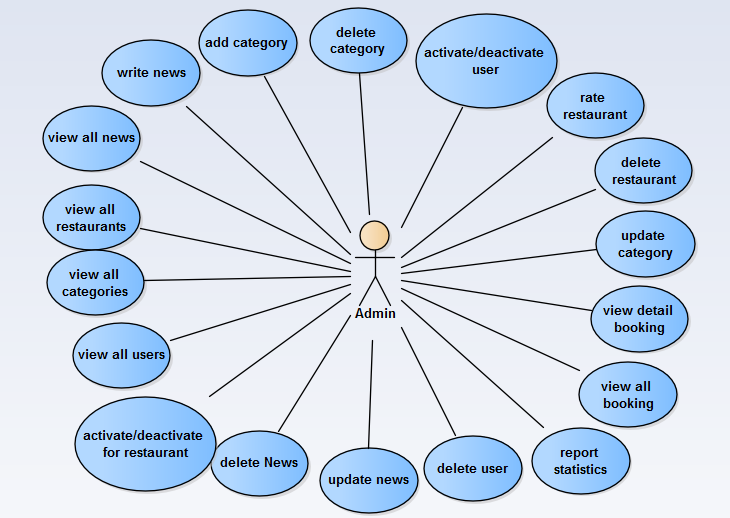 delete
category
add category
activate/deactivate
user
write news
rate
restaurant
view all news
delete
restaurant
view all
restaurants
update
category
view all
categories
Admin
view detail
booking
view all users
view all
booking
activate/deactivate
for restaurant
delete News
update news
delete user
report
statistics